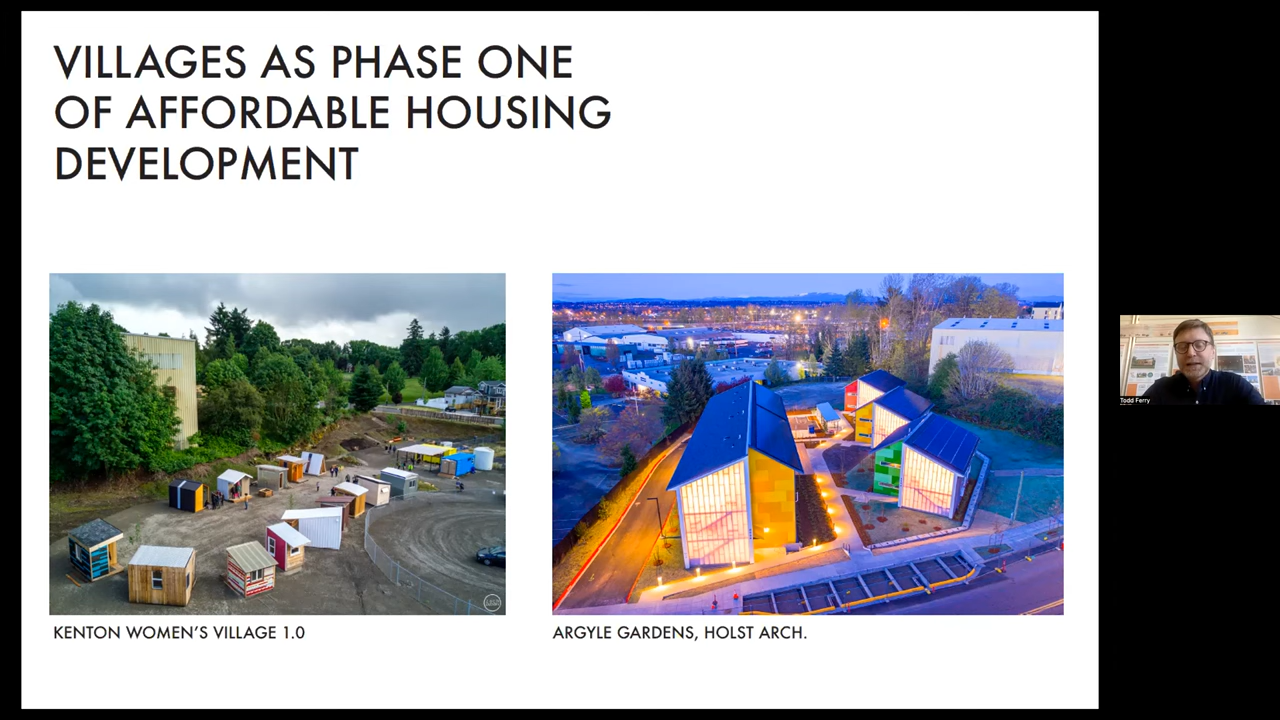 VILLAGES AS PHASE ONE
OF AFFORDABLE HOUSING
DEVELOPMENT
KENTON WOMEN'S VILLAGE 1.0
ARGYLE GARDENS, HOLST ARCH.
Todd Ferry